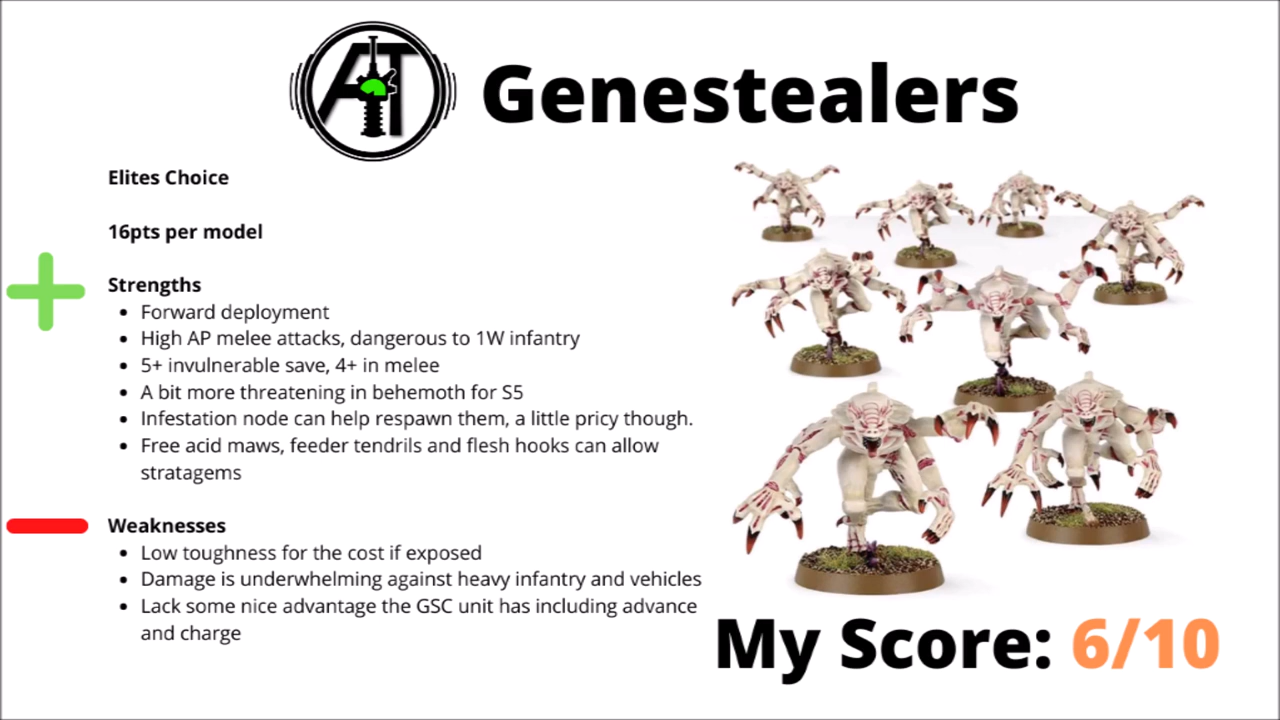 AT
Genestealers
Elites Choice
16pts per model
Strengths
• Forward deployment
• High AP melee attacks, dangerous to 1W infantry
• 5+ invulnerable save, 4+ in melee
• A bit more threatening in behemoth for S5
• Infestation node can help respawn them, a little pricy though.
• Free acid maws, feeder tendrils and flesh hooks can allow
stratagems
Weaknesses
• Low toughness for the cost if exposed
• Damage is underwhelming against heavy infantry and vehicles
• Lack some nice advantage the GSC unit has including advance
and charge
My Score: 6/10